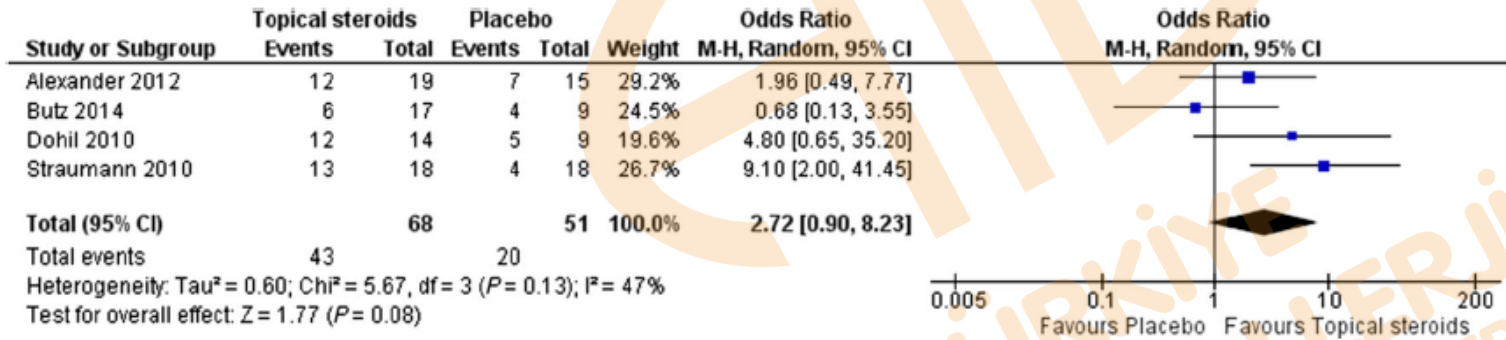 Topical steroids Placebo Odds Ratio Odds Ratio
Study or Subgroup Events Total Events Total Weight M-H, Random, 95% CI M-H, Random, 95% CI
Alexander 2012 12 19 7 15 29.2% 1.96 [0.49, 7.77]
Butz 2014 6 17 4 9 24.5% 0.68 [0.13, 3.55]
Dohil 2010 12 14 5 9 19.6% 4.80 [0.65, 35.20]
Straumann 2010 13 18 4 18 26.7% 9.10 [2.00, 41.45]
Total (95% CI) 68 51 100.0% 2.72 [0.90, 8.23]
Total events 43 20
Heterogeneity: Tau² = 0.60; Chi² = 5.67, df = 3 (P = 0.13); I² = 47%
Test for overall effect: Z = 1.77 (P = 0.08)
0.005 0.1 1 10 200
Favours Placebo Favours Topical steroids